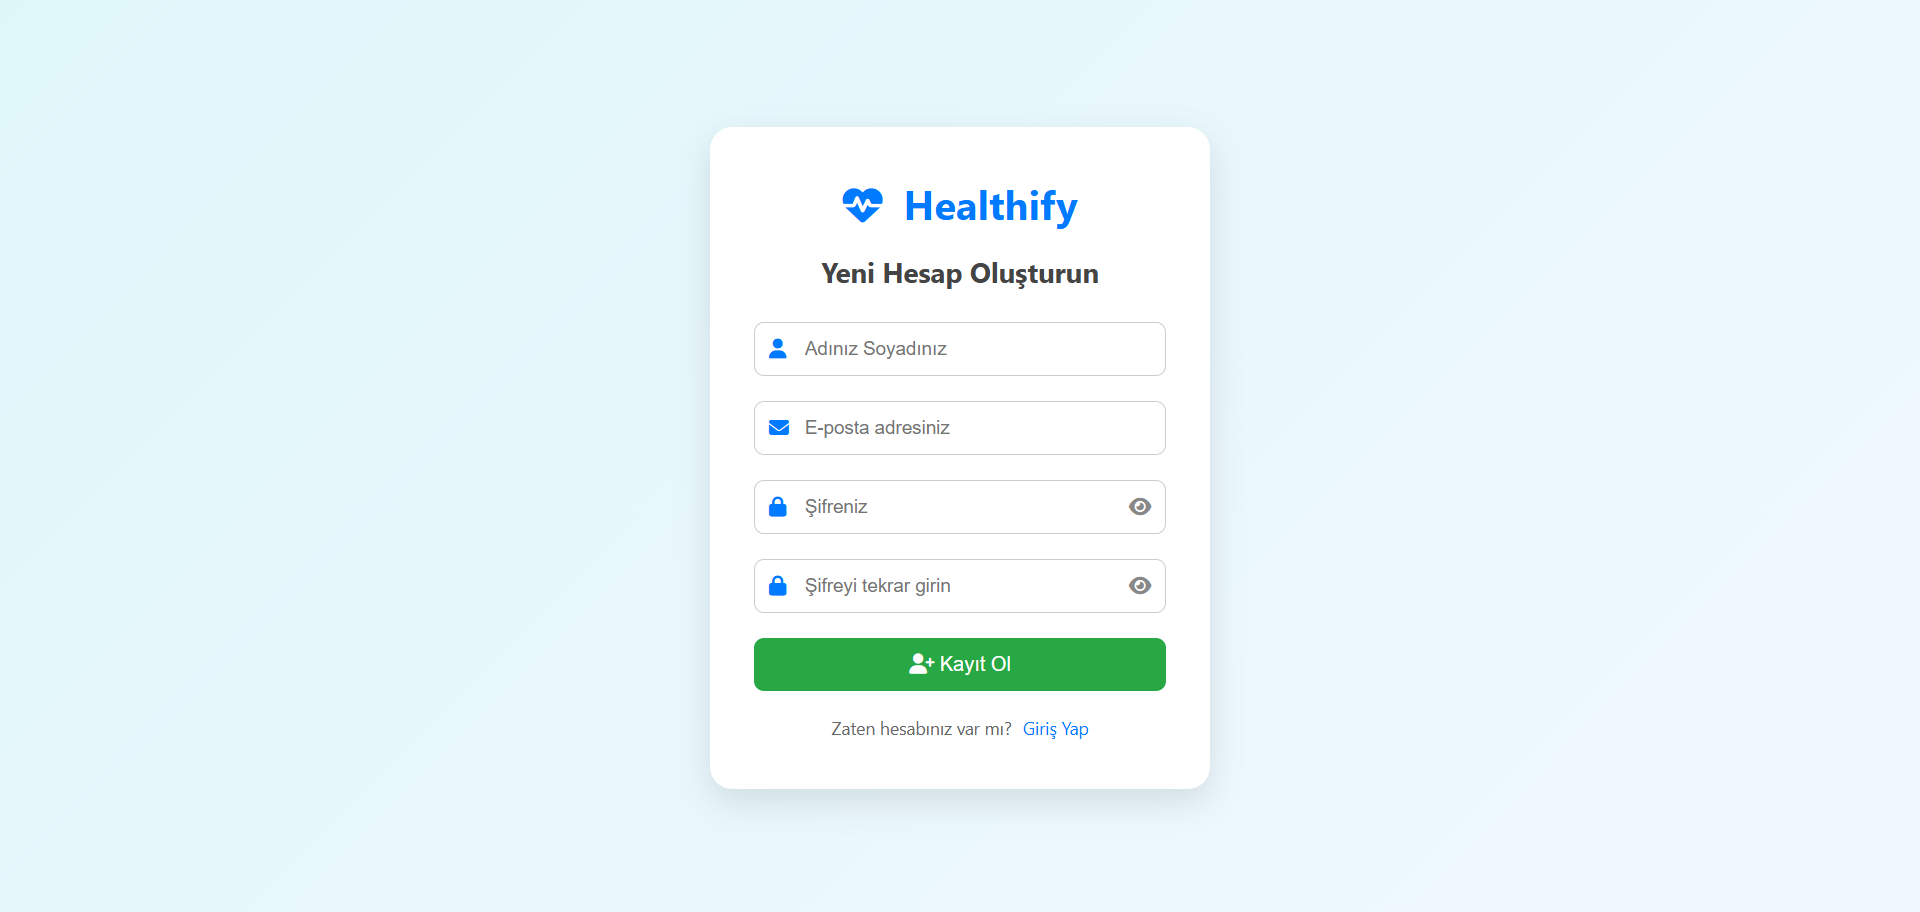 Healthify
Yeni Hesap Oluşturun
Adınız Soyadınız
E-posta adresiniz
Şifreniz
Şifreyi tekrar girin
Kayıt Ol
Zaten hesabınız var mı? Giriş Yap